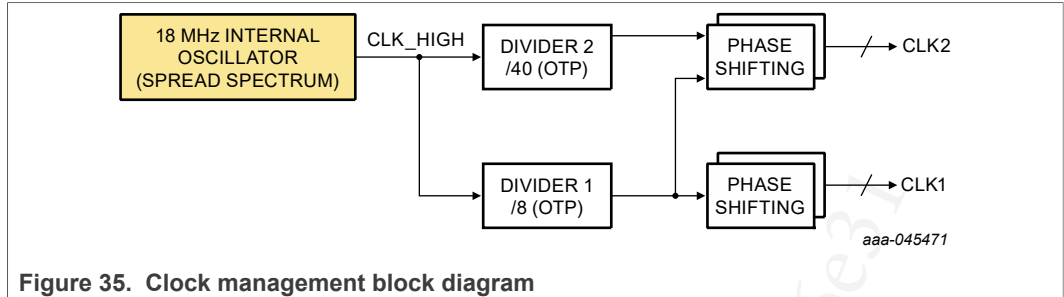 18 MHz INTERNAL
OSCILLATOR
(SPREAD SPECTRUM)
CLK_HIGH
DIVIDER 2
/40 (OTP)
PHASE
SHIFTING
CLK2
DIVIDER 1
/8 (OTP)
PHASE
SHIFTING
CLK1
aaa-045471
Figure 35. Clock management block diagram